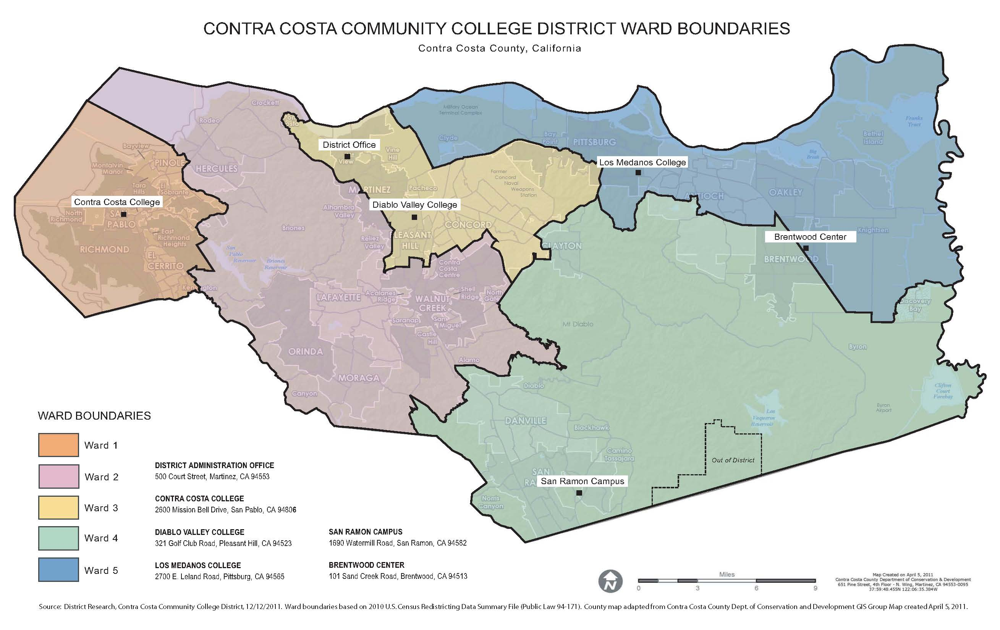 CONTRA COSTA COMMUNITY COLLEGE DISTRICT WARD BOUNDARIES
Contra Costa County, California
Crockett
Rodeo
Port
Costa
Military Ocean
Terminal Complex
Franks
Tract
Bethel
Island
Clyde
Bay
Point
PITTSBURG
District Office
View
Vine
Hill
Bayview
PINOLE
Montalvin
Manor
HERCULES
Big
Break
Los Medanos College
Former
Concord
Naval
Weapons
Station
Tara
Hills
El
Sobrante
MARTINEZ
Pacheco
ANTIOCH
OAKLEY
Contra Costa College
Diablo Valley College
Alhambra
Valley
North
Richmond
SAN
PABLO
Briones
CONCORD
Knightsen
East
Richmond
Heights
Reliez
Valley
PLEASANT
HILL
CLAYTON
Brentwood Center
BRENTWOOD
RICHMOND
San
Pablo
Reservoir
Briones
Reservoir
EL
CERRITO
Contra
Costa
Centre
Kensington
LAFAYETTE
Acalanes
Ridge
WALNUT
CREEK
Shell
Ridge
North
Gate
Discovery
Bay
Saranap
San
Miguel
Mt Diablo
Castle
Hill
Byron
ORINDA
Alamo
MORAGA
Canyon
Diablo
Clifton
Court
Forebay
Byron
Airport
Los
Vaqueros
Reservoir
DANVILLE
Blackhawk
Camino
Tassajara
Out of District
SAN
RA
San Ramon Campus
Norris
Canyon
WARD BOUNDARIES
Ward 1
Ward 2
Ward 3
Ward 4
Ward 5
DISTRICT ADMINISTRATION OFFICE
500 Court Street, Martinez, CA 94553
CONTRA COSTA COLLEGE
2600 Mission Bell Drive, San Pablo, CA 94806
DIABLO VALLEY COLLEGE
321 Golf Club Road, Pleasant Hill, CA 94523
LOS MEDANOS COLLEGE
2700 E. Leland Road, Pittsburg, CA 94565
SAN RAMON CAMPUS
1690 Watermill Road, San Ramon, CA 94582
BRENTWOOD CENTER
101 Sand Creek Road, Brentwood, CA 94513
N
Miles
0 3 6 9
Map Created on April 5, 2011
Contra Costa County Department of Conservation & Development
651 Pine Street, 4th Floor - N. Wing, Martinez, CA 94553-0095
37:59:48.455N 122:06:35.384W
Source: District Research, Contra Costa Community College District, 12/12/2011. Ward boundaries based on 2010 U.S. Census Redistricting Data Summary File (Public Law 94-171). County map adapted from Contra Costa County Dept. of Conservation and Development GIS Group Map created April 5, 2011.